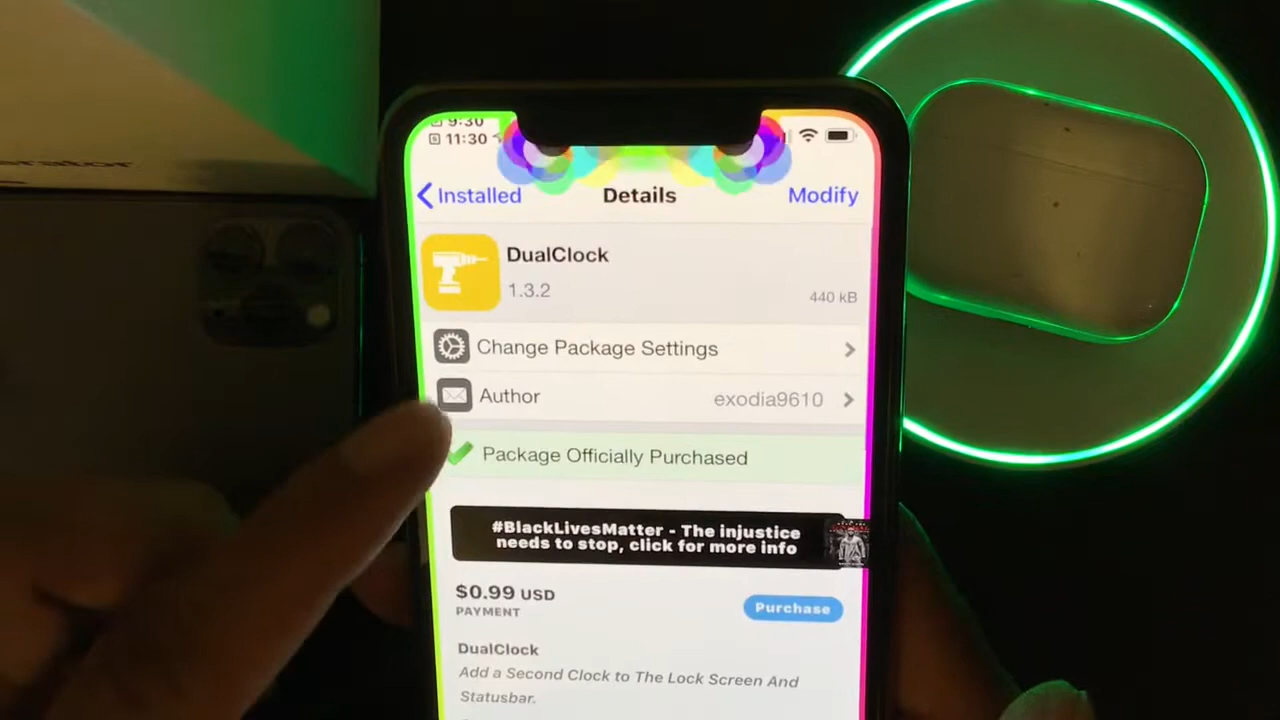 9:30
11:30
Installed
Details
Modify
DualClock
1.3.2
440 kB
Change Package Settings
Author
exodia9610
Package Officially Purchased
#BlackLivesMatter - The injustice
needs to stop, click for more info
$0.99 USD
PAYMENT
Purchase
DualClock
Add a Second Clock to The Lock Screen And
Statusbar.